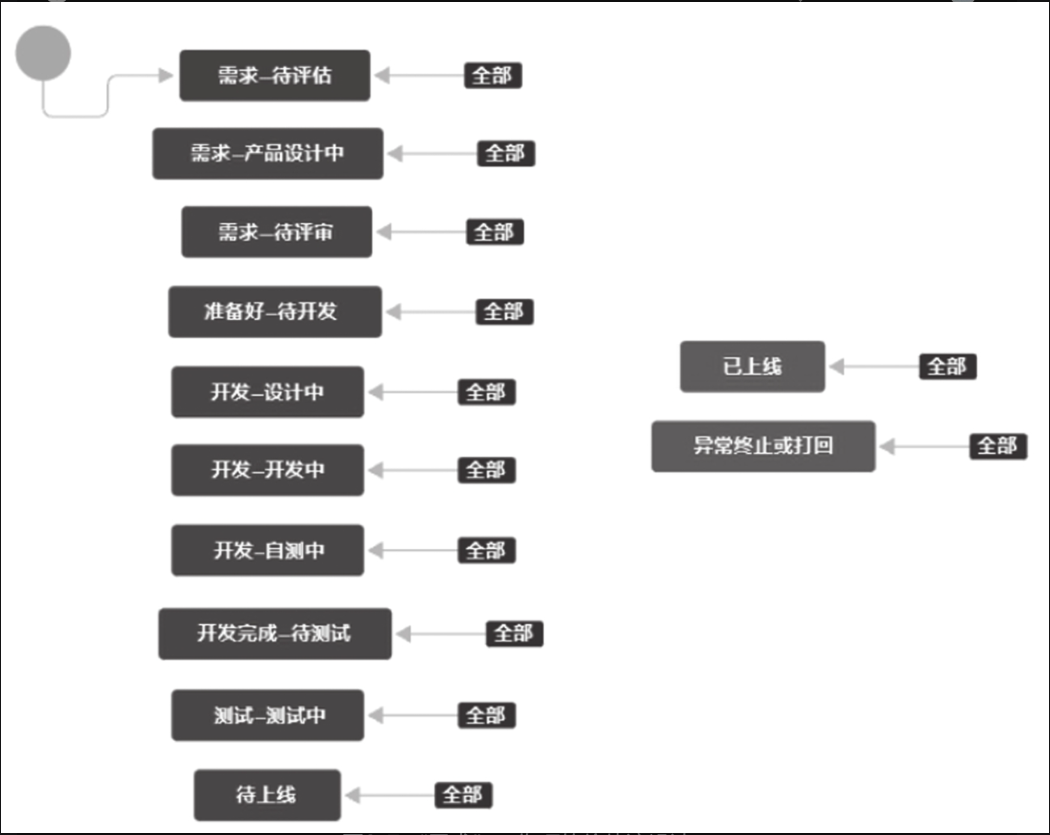 需求-待评估 全部
需求-产品设计中 全部
需求-待评审 全部
准备好-待开发 全部
开发-设计中 全部
开发-开发中 全部
开发-自测中 全部
开发完成-待测试 全部
测试-测试中 全部
待上线 全部
已上线 全部
异常终止或打回 全部